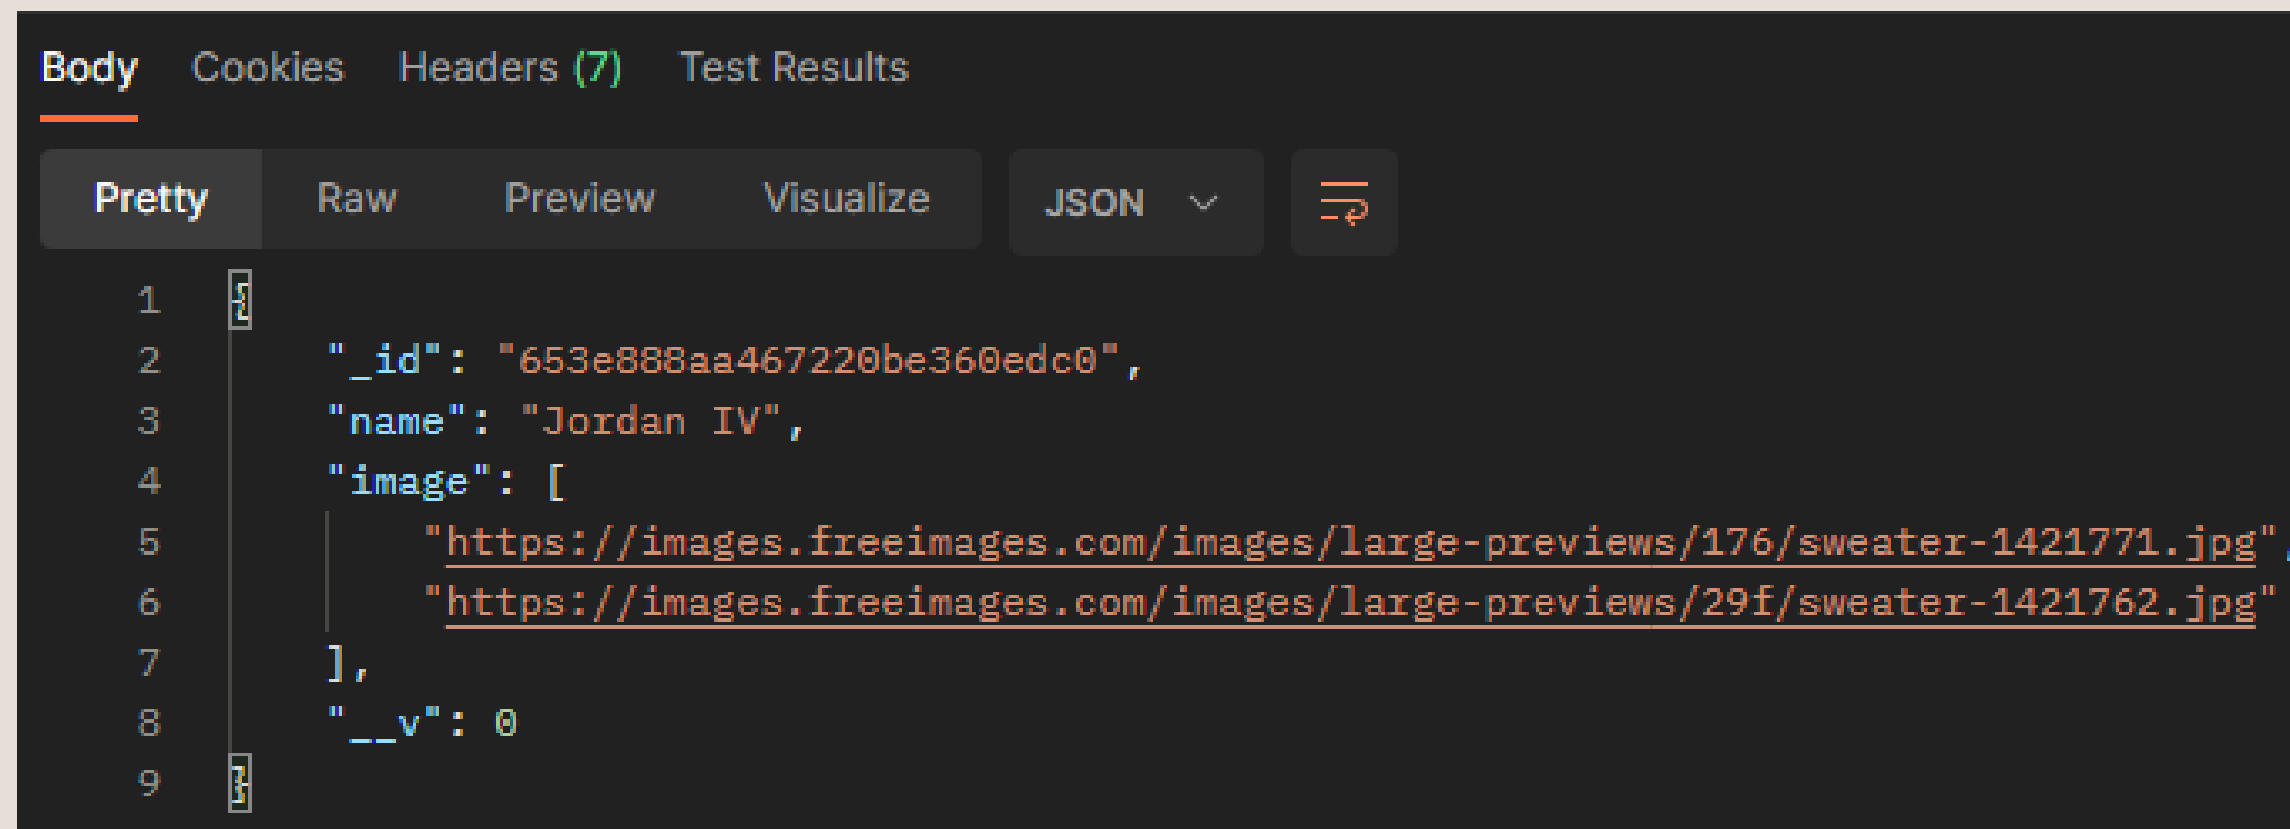 Body Cookies Headers (7) Test Results
Pretty Raw Preview Visualize JSON
1 {
2 "_id": "653e888aa467220be360edc0",
3 "name": "Jordan IV",
4 "image": [
5 "https://images.freeimages.com/images/large-previews/176/sweater-1421771.jpg",
6 "https://images.freeimages.com/images/large-previews/29f/sweater-1421762.jpg"
7 ],
8 "__v": 0
9 }